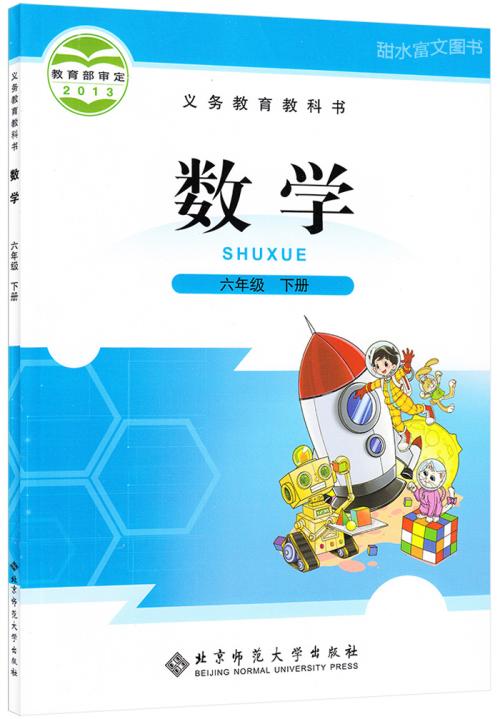 甜水富文图书
教育部审定
2013
义务教育教科书
数学
SHUXUE
六年级 下册
义务教育教科书
数学
六年级 下册
北京师范大学出版社
北京师范大学出版社
BEIJING NORMAL UNIVERSITY PRESS